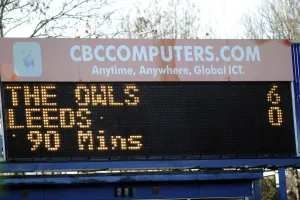 CBCCOMPUTERS.COM
Anytime, Anywhere, Global ICT.
THE OWLS 6
LEEDS 0
90 Mins